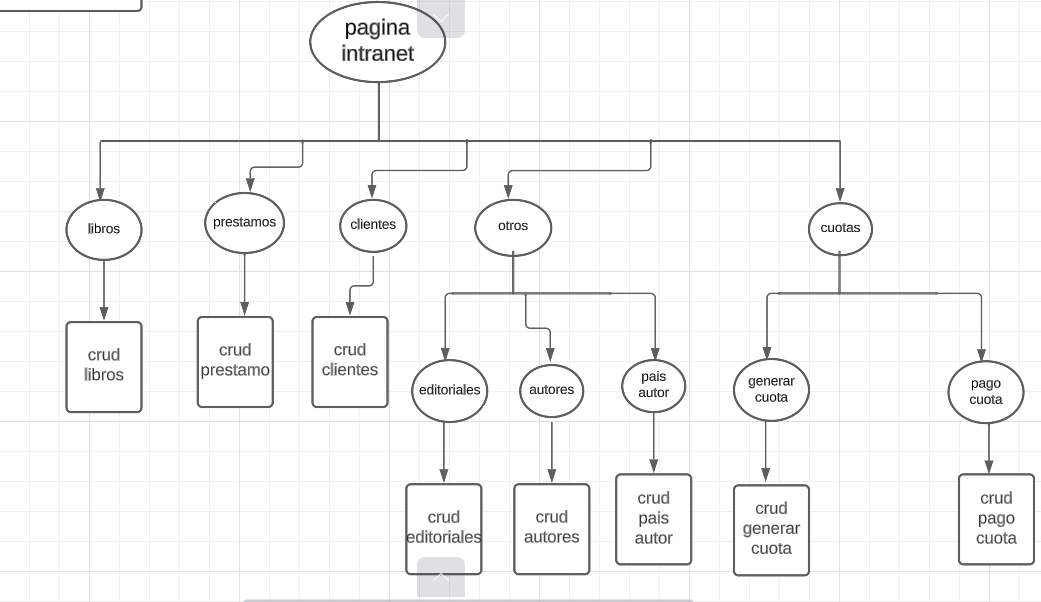 pagina
intranet
libros
prestamos
clientes
otros
cuotas
crud
libros
crud
prestamo
crud
clientes
editoriales
autores
pais
autor
generar
cuota
pago
cuota
crud
editoriales
crud
autores
crud
pais
autor
crud
generar
cuota
crud
pago
cuota